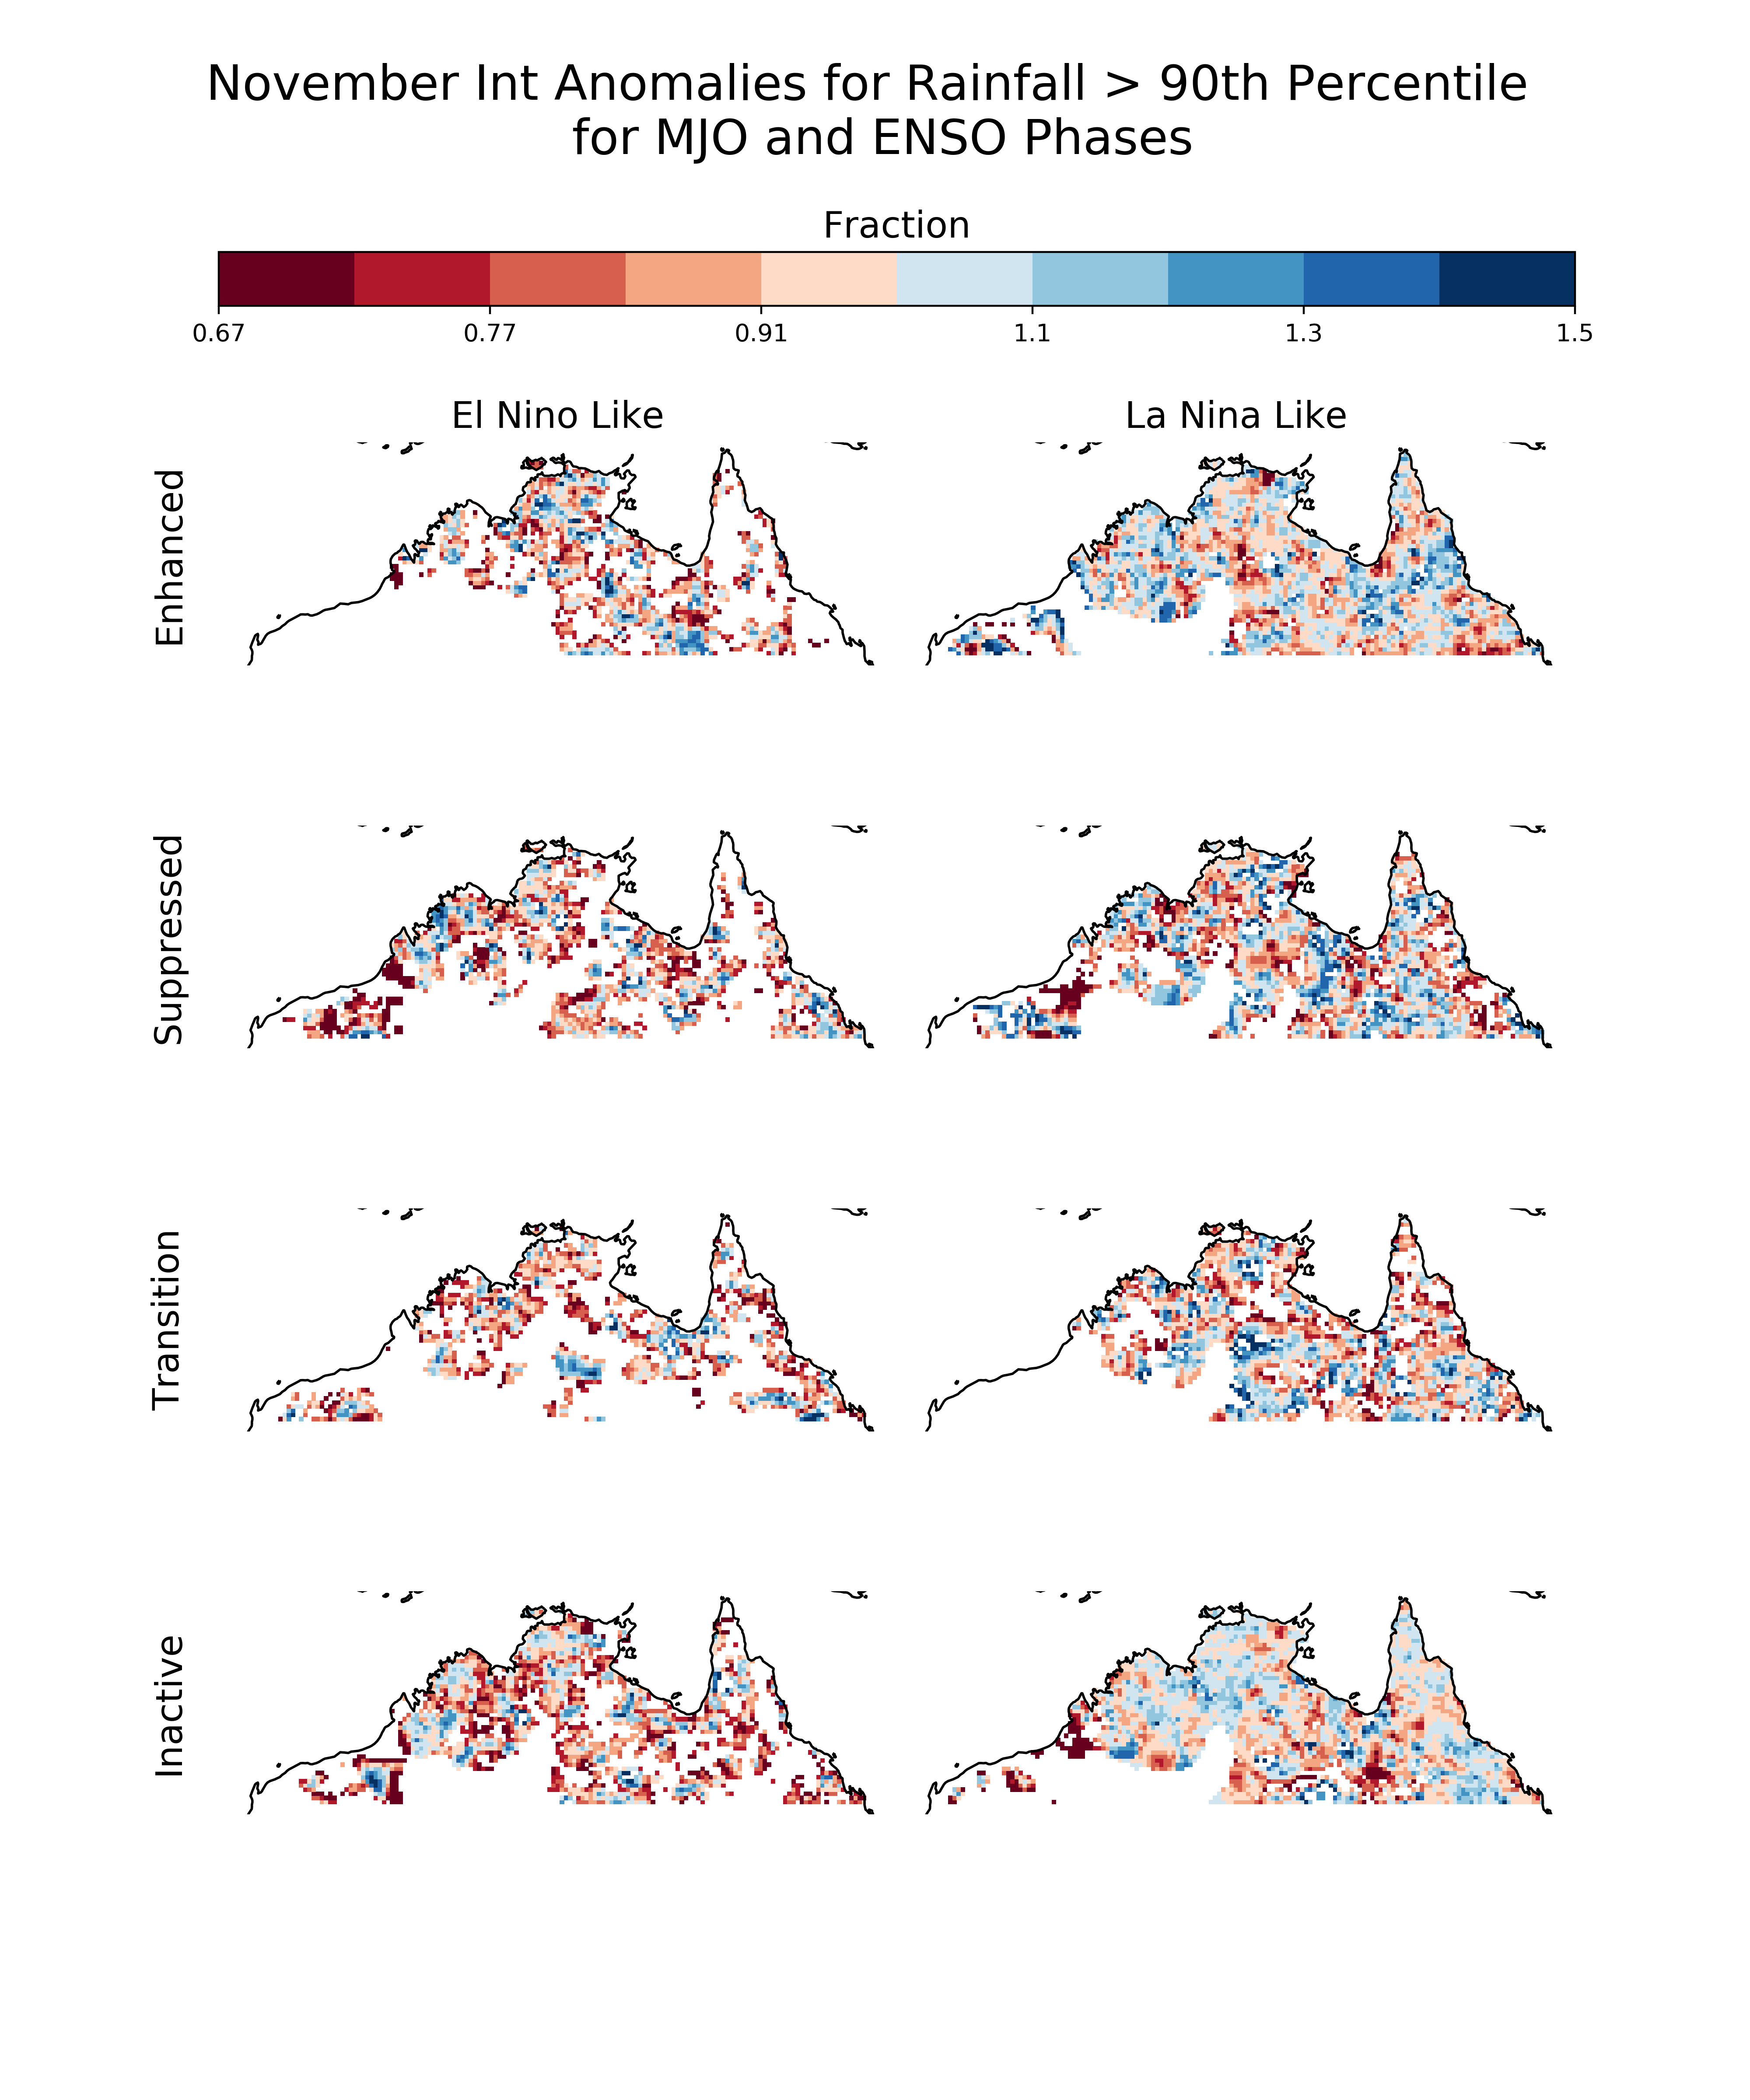 November Int Anomalies for Rainfall > 90th Percentile
for MJO and ENSO Phases
Fraction
0.67 0.77 0.91 1.1 1.3 1.5
El Nino Like La Nina Like
Enhanced
Suppressed
Transition
Inactive